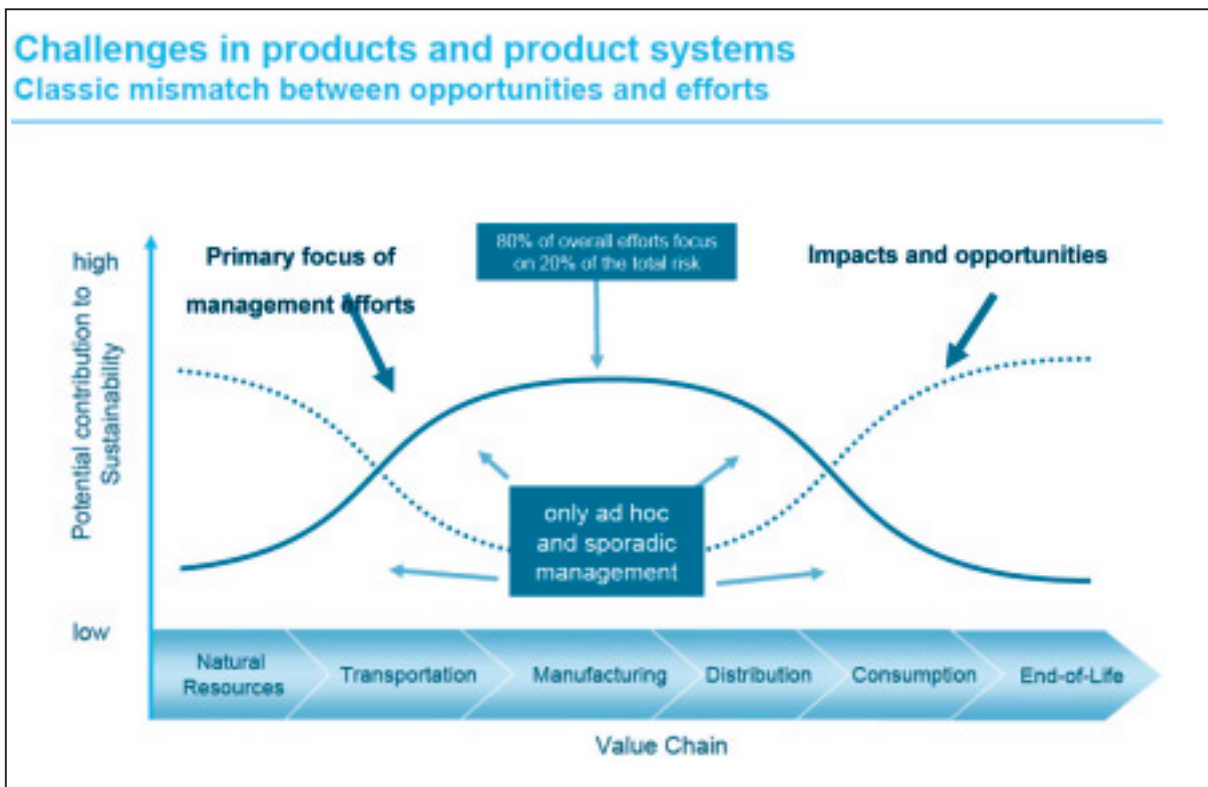 Challenges in products and product systems
Classic mismatch between opportunities and efforts
80% of overall efforts focus
on 20% of the total risk
high
Primary focus of
management efforts
Impacts and opportunities
Potential contribution to
Sustainability
only ad hoc
and sporadic
management
low
Natural
Resources
Transportation
Manufacturing
Distribution
Consumption
End-of-Life
Value Chain